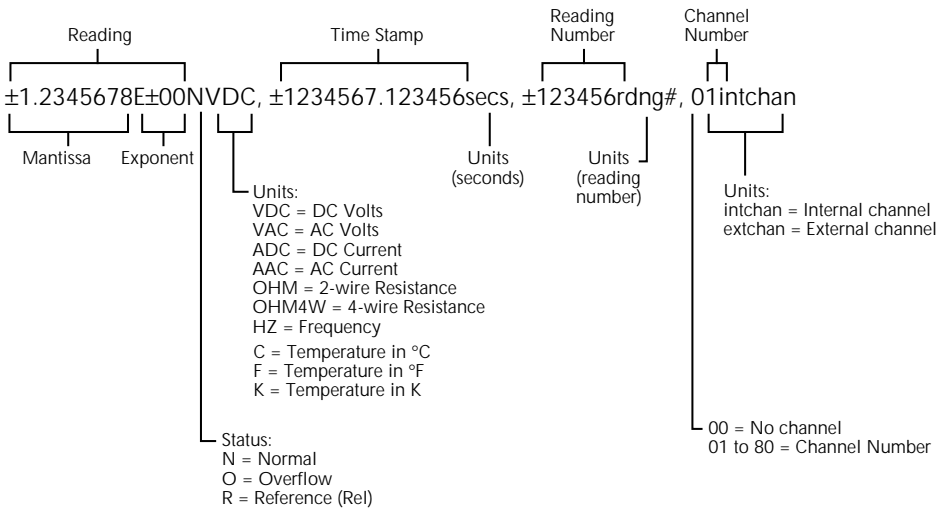 Reading
Time Stamp
Reading
Number
Channel
Number
±1.2345678E±00NVDC, ±1234567.123456secs, ±123456rdng#, 01intchan
Mantissa
Exponent
Units
(seconds)
Units
(reading
number)
Units:
intchan = Internal channel
extchan = External channel
Units:
VDC = DC Volts
VAC = AC Volts
ADC = DC Current
AAC = AC Current
OHM = 2-wire Resistance
OHM4W = 4-wire Resistance
HZ = Frequency
C = Temperature in °C
F = Temperature in °F
K = Temperature in K
00 = No channel
01 to 80 = Channel Number
Status:
N = Normal
O = Overflow
R = Reference (Rel)